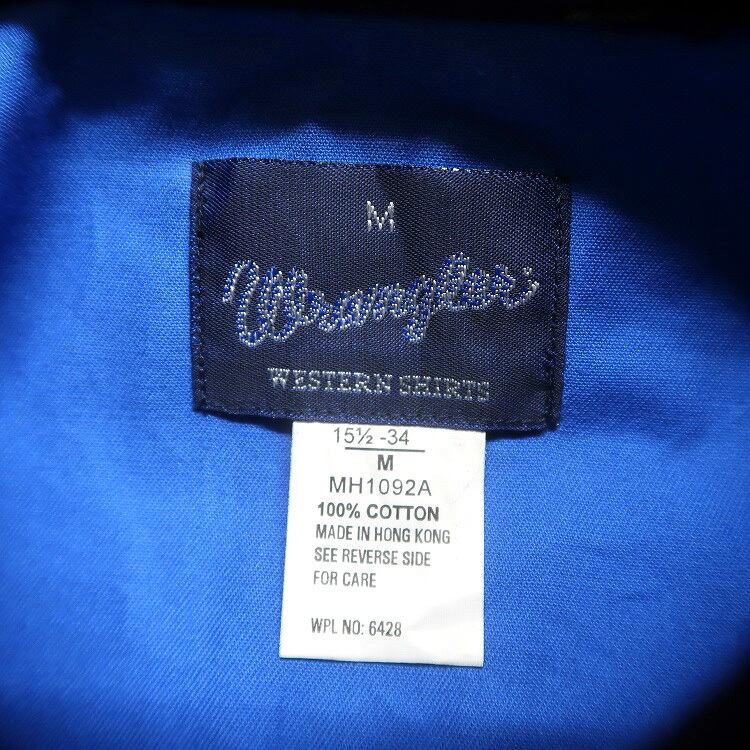 M
Wrangler
WESTERN SHIRTS
15½ -34
M
MH1092A
100% COTTON
MADE IN HONG KONG
SEE REVERSE SIDE
FOR CARE
WPL NO: 6428